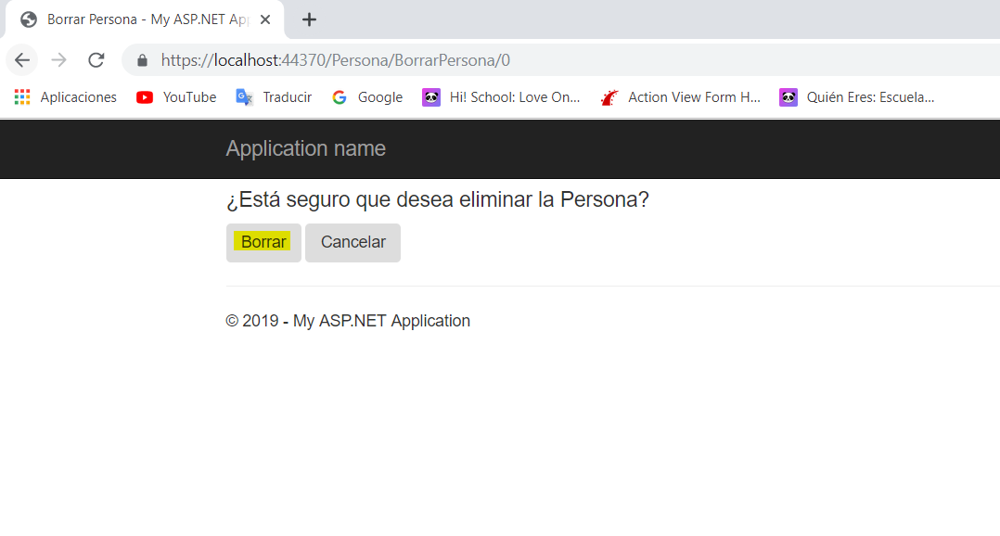 Borrar Persona - My ASP.NET App
https://localhost:44370/Persona/BorrarPersona/0
Aplicaciones YouTube Traducir Google Hi! School: Love On... Action View Form H... Quién Eres: Escuela...
Application name
¿Está seguro que desea eliminar la Persona?
Borrar Cancelar
© 2019 - My ASP.NET Application